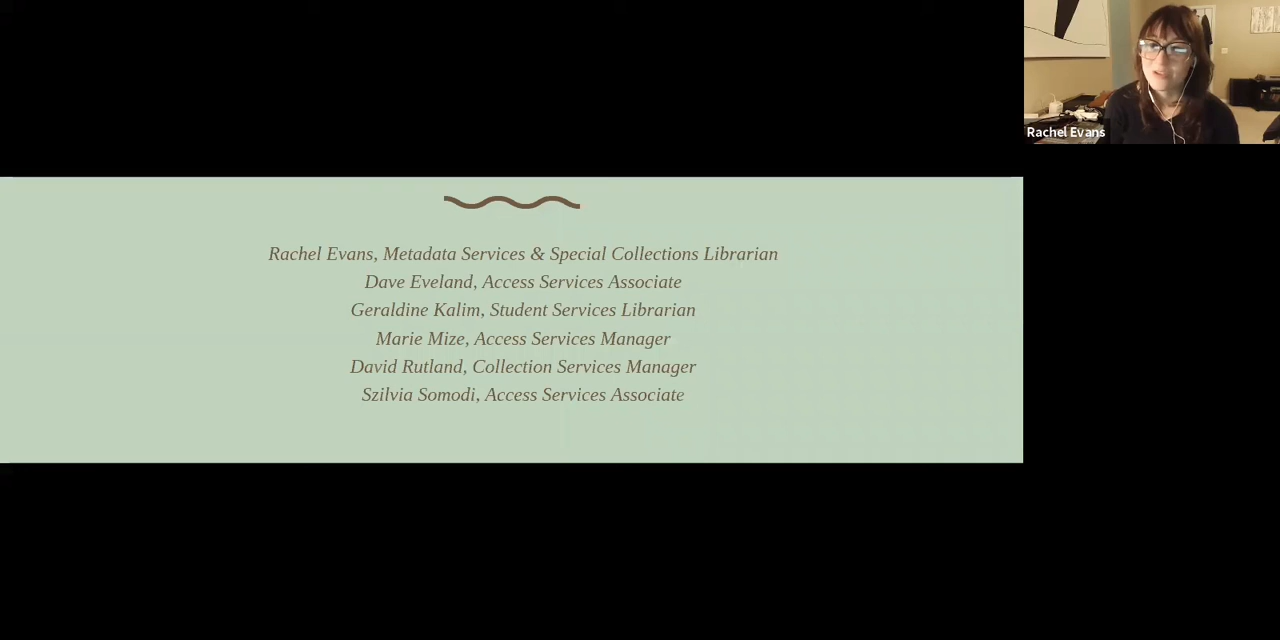 Rachel Evans
Rachel Evans, Metadata Services & Special Collections Librarian
Dave Eveland, Access Services Associate
Geraldine Kalim, Student Services Librarian
Marie Mize, Access Services Manager
David Rutland, Collection Services Manager
Szilvia Somodi, Access Services Associate